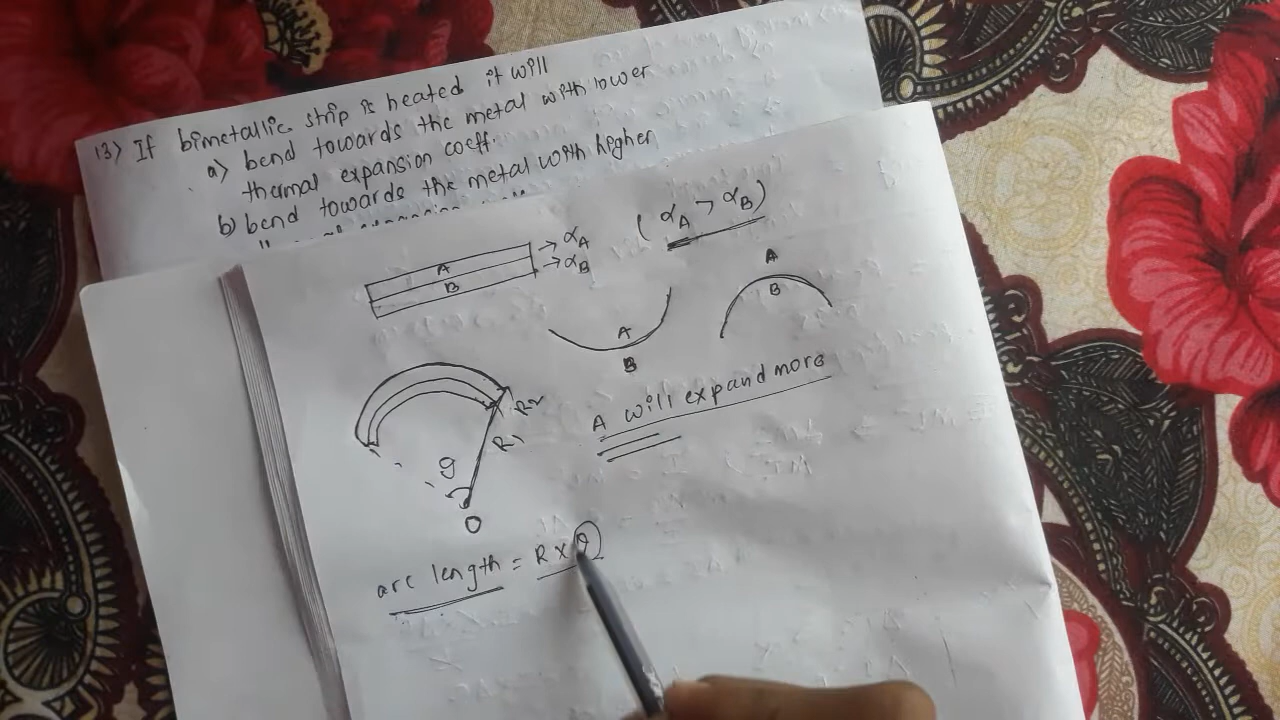 13) If bimetallic strip is heated it will
a) bend towards the metal with lower
thermal expansion coeff.
b) bend towards the metal with higher
(αA > αB)
A → αA
B → αB
A
B
A
B
A will expand more
R2
R1
θ
O
arc length = R × θ